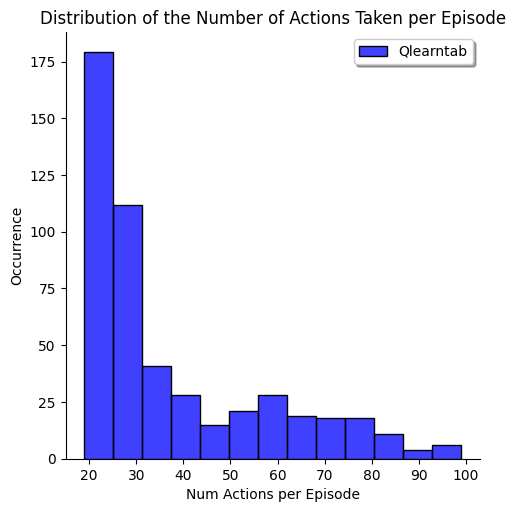 Distribution of the Number of Actions Taken per Episode
Qlearntab
175
150
125
100
75
50
25
0
Occurrence
20 30 40 50 60 70 80 90 100
Num Actions per Episode